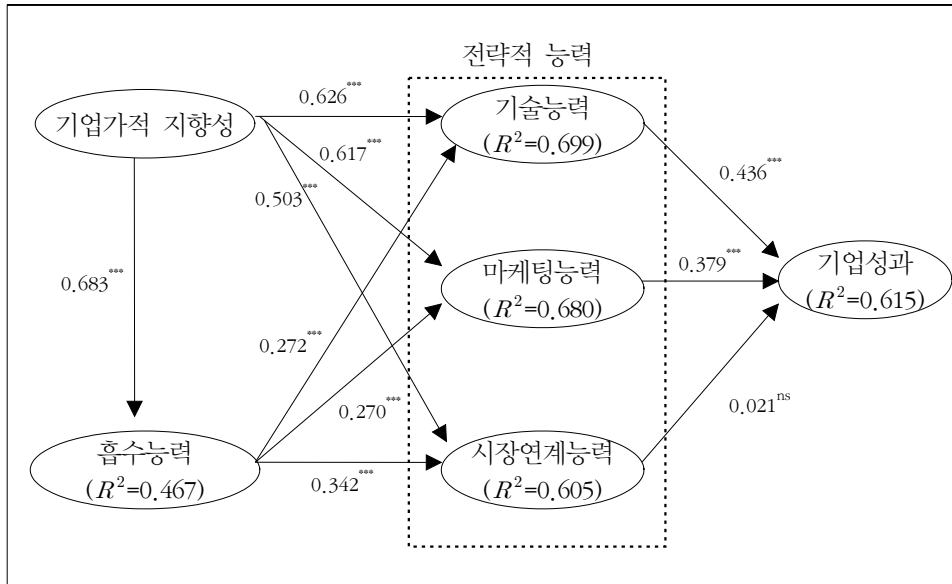 전략적 능력
기업가적 지향성
0.626***
기술능력
(R²=0.699)
0.617***
0.503***
0.436***
0.683***
마케팅능력
(R²=0.680)
0.379***
기업성과
(R²=0.615)
0.272***
0.270***
0.021ns
흡수능력
(R²=0.467)
0.342***
시장연계능력
(R²=0.605)